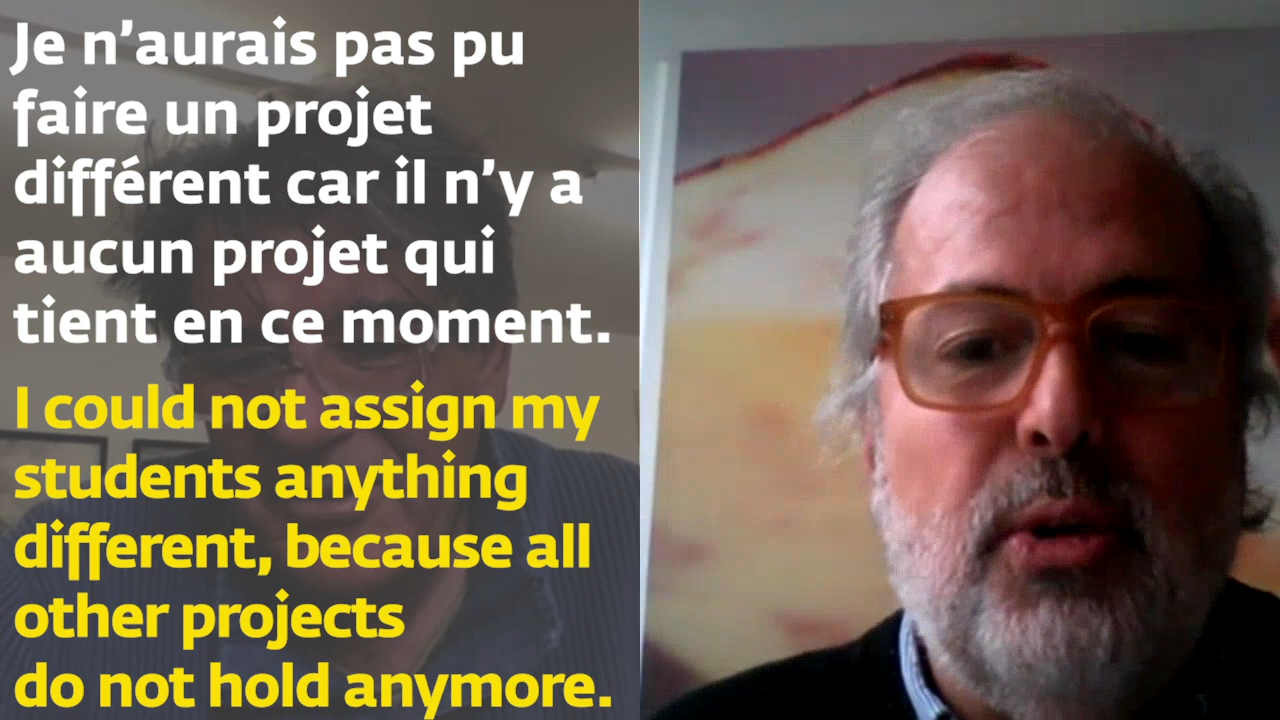 Je n’aurais pas pu
faire un projet
différent car il n’y a
aucun projet qui
tient en ce moment.
I could not assign my
students anything
different, because all
other projects
do not hold anymore.